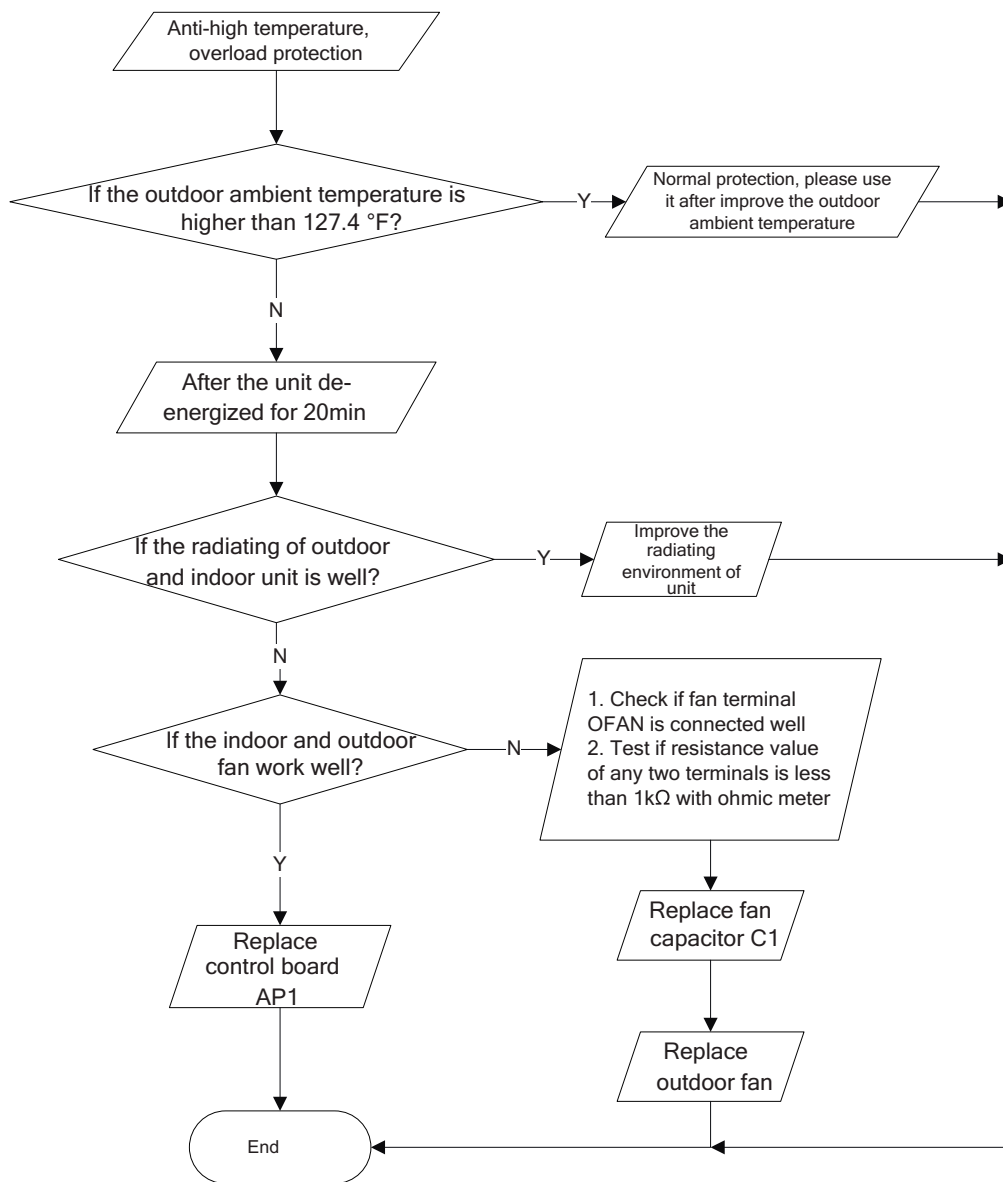 Anti-high temperature,
overload protection
If the outdoor ambient temperature is
higher than 127.4 °F?
Y
Normal protection, please use
it after improve the outdoor
ambient temperature
N
After the unit de-
energized for 20min
If the radiating of outdoor
and indoor unit is well?
Y
Improve the
radiating
environment of
unit
N
If the indoor and outdoor
fan work well?
N
1. Check if fan terminal
OFAN is connected well
2. Test if resistance value
of any two terminals is less
than 1kΩ with ohmic meter
Y
Replace
control board
AP1
Replace fan
capacitor C1
Replace
outdoor fan
End